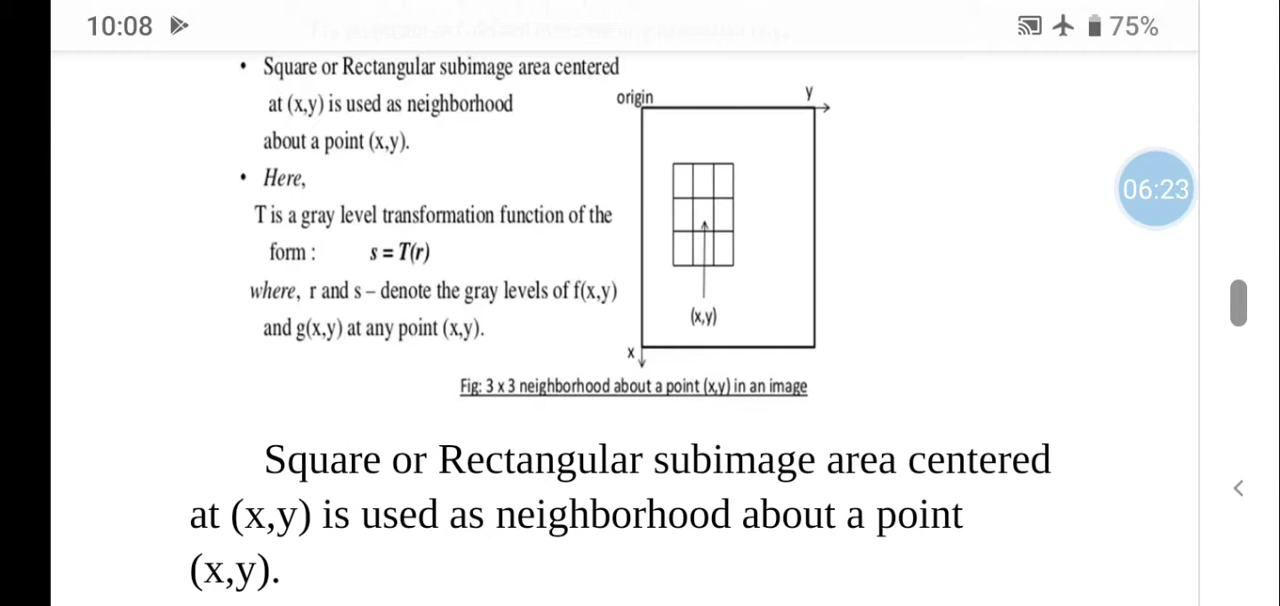 10:08
75%
• Square or Rectangular subimage area centered
at (x,y) is used as neighborhood
about a point (x,y).
• Here,
T is a gray level transformation function of the
form : s = T(r)
where, r and s – denote the gray levels of f(x,y)
and g(x,y) at any point (x,y).
origin
y
(x,y)
x
Fig: 3 x 3 neighborhood about a point (x,y) in an image
06:23
Square or Rectangular subimage area centered
at (x,y) is used as neighborhood about a point
(x,y).